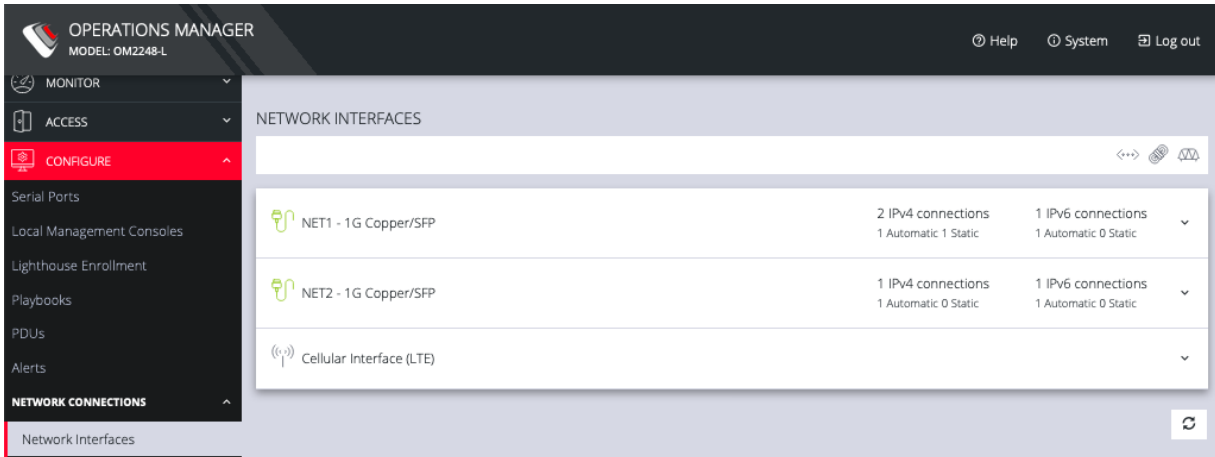 OPERATIONS MANAGER
MODEL: OM2248-L
Help
System
Log out
MONITOR
ACCESS
CONFIGURE
Serial Ports
Local Management Consoles
Lighthouse Enrollment
Playbooks
PDUs
Alerts
NETWORK CONNECTIONS
Network Interfaces
NETWORK INTERFACES
NET1 - 1G Copper/SFP
2 IPv4 connections
1 Automatic 1 Static
1 IPv6 connections
1 Automatic 0 Static
NET2 - 1G Copper/SFP
1 IPv4 connections
1 Automatic 0 Static
1 IPv6 connections
1 Automatic 0 Static
Cellular Interface (LTE)